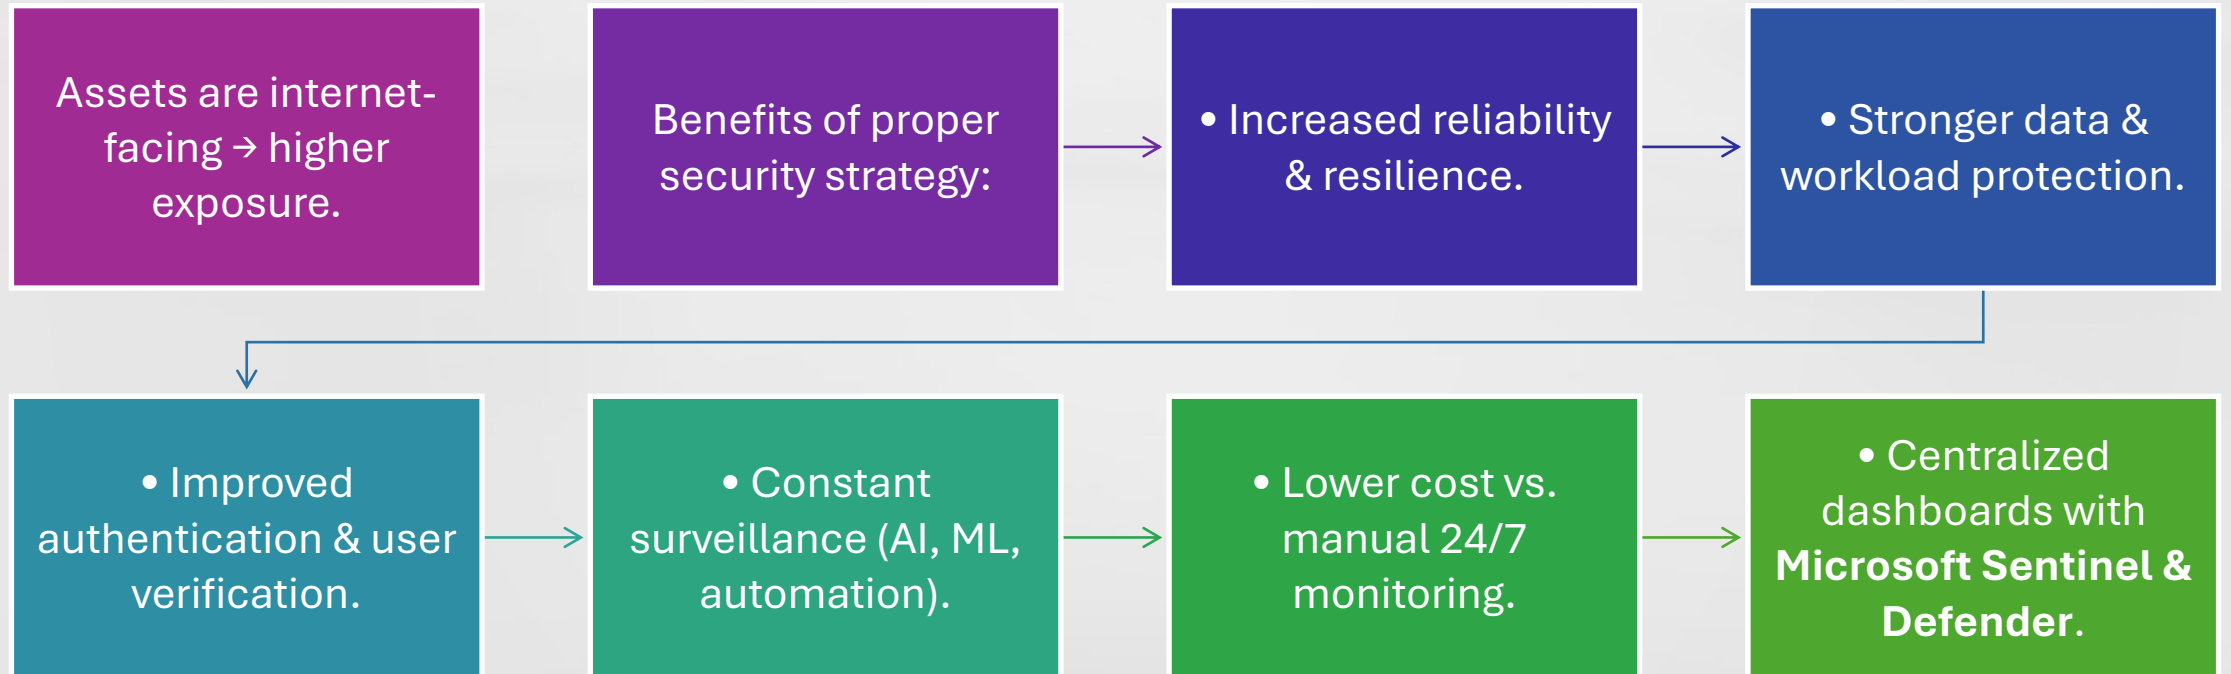 Assets are internet-
facing → higher
exposure.
Benefits of proper
security strategy:
• Increased reliability
& resilience.
• Stronger data &
workload protection.
• Improved
authentication & user
verification.
• Constant
surveillance (AI, ML,
automation).
• Lower cost vs.
manual 24/7
monitoring.
• Centralized
dashboards with
Microsoft Sentinel &
Defender.